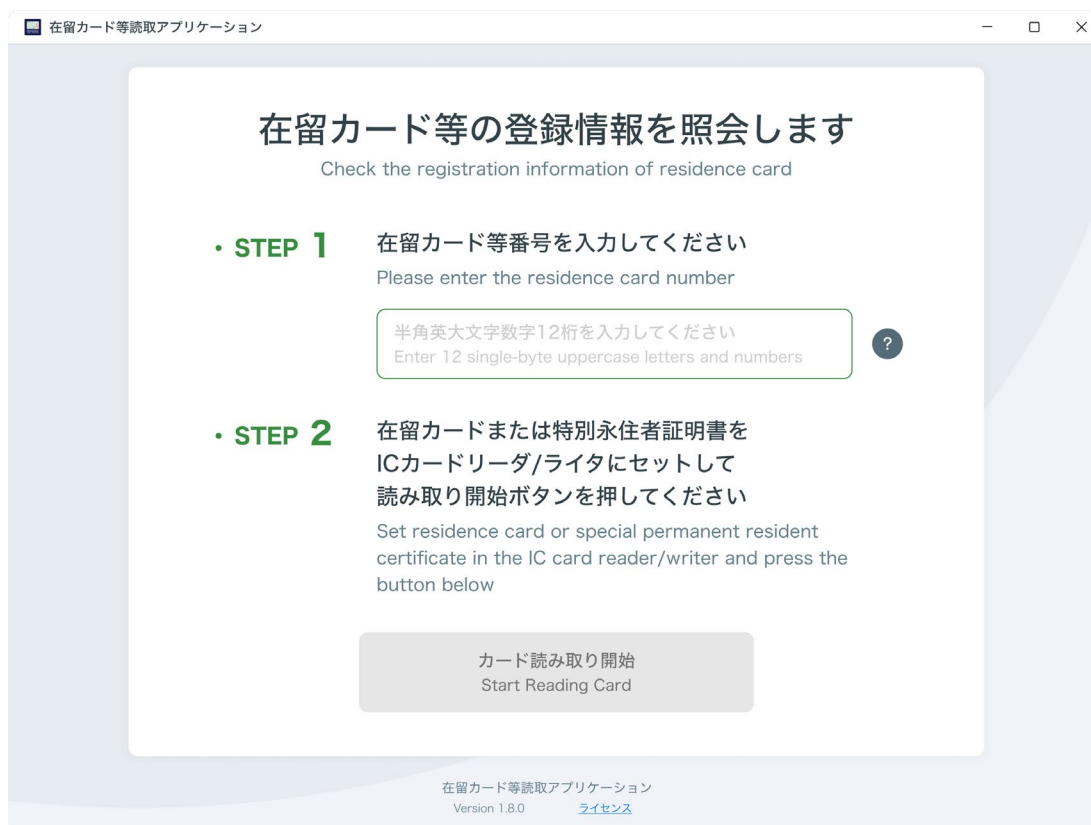 在留カード等読取アプリケーション
在留カード等の登録情報を照会します
Check the registration information of residence card
・STEP 1
在留カード等番号を入力してください
Please enter the residence card number
半角英大文字数字12桁を入力してください
Enter 12 single-byte uppercase letters and numbers
?
・STEP 2
在留カードまたは特別永住者証明書を
ICカードリーダ/ライタにセットして
読み取り開始ボタンを押してください
Set residence card or special permanent resident
certificate in the IC card reader/writer and press the
button below
カード読み取り開始
Start Reading Card
在留カード等読取アプリケーション
Version 1.8.0 ライセンス